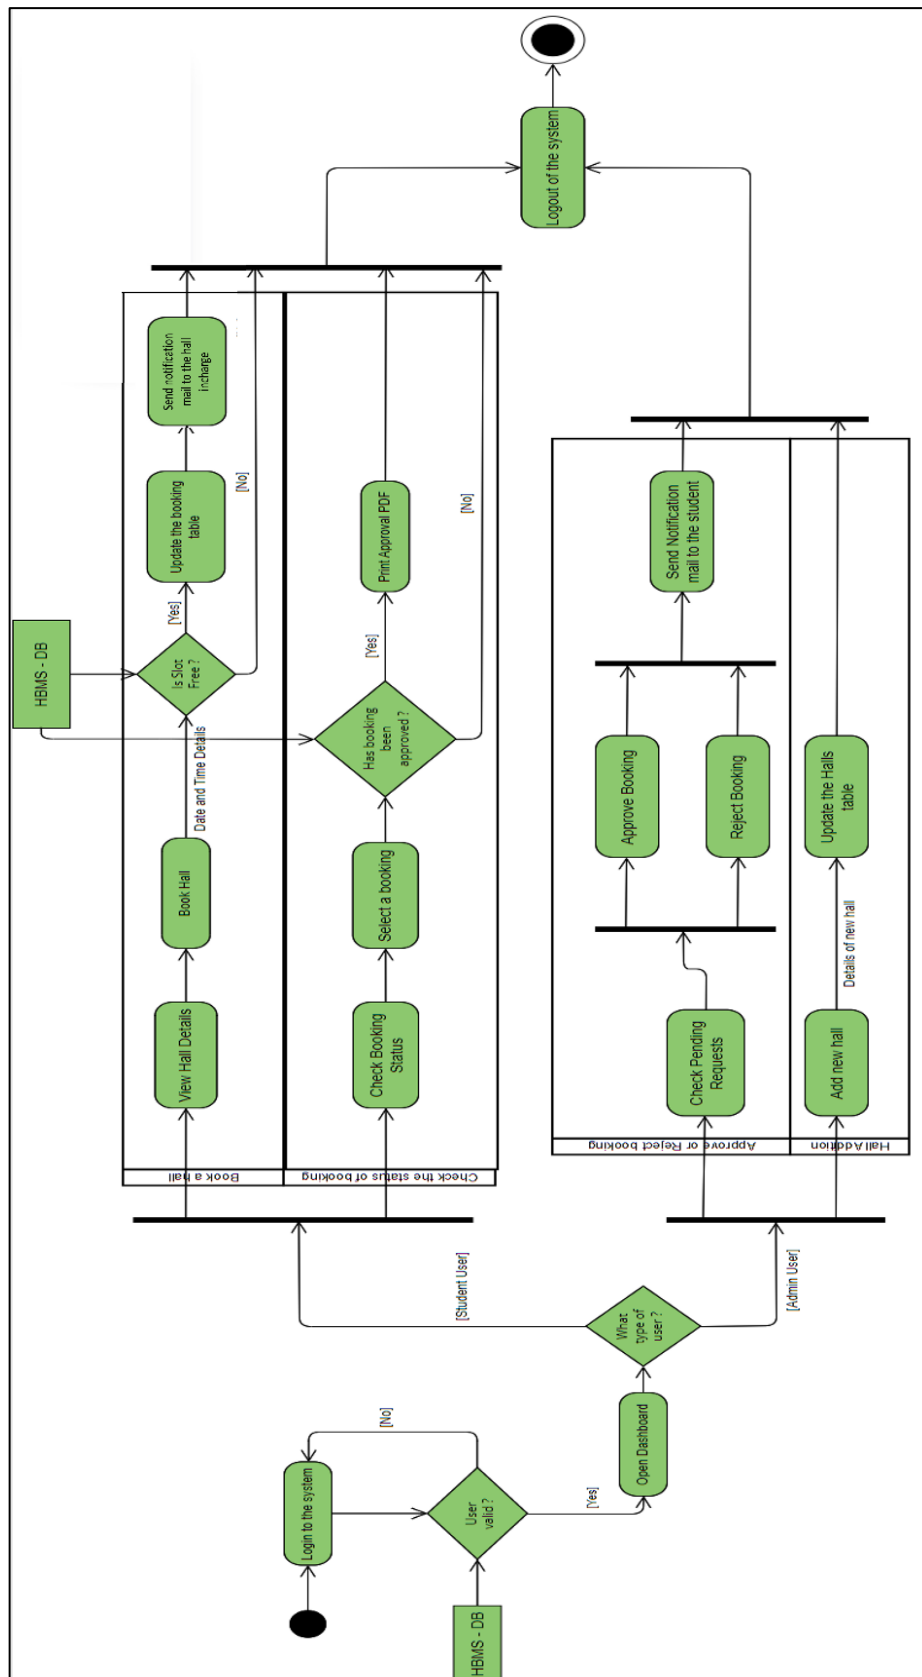 HBMS - DB
User
valid ?
Login to the system
[No]
[Yes]
Open Dashboard
What
type of
user ?
[Student User]
[Admin User]
Book a hall
Check the status of booking
View Hall Details
Book Hall
Date and Time Details
Is Slot
Free ?
HBMS - DB
[Yes]
[No]
Update the booking
table
Send notification
mail to the hall
incharge
Check Booking
Status
Select a booking
Has booking
been
approved ?
[Yes]
[No]
Print Approval PDF
Approve or Reject booking
Hall Addition
Check Pending
Requests
Approve Booking
Reject Booking
Send Notification
mail to the student
Add new hall
Details of new hall
Update the Halls
table
Logout of the system